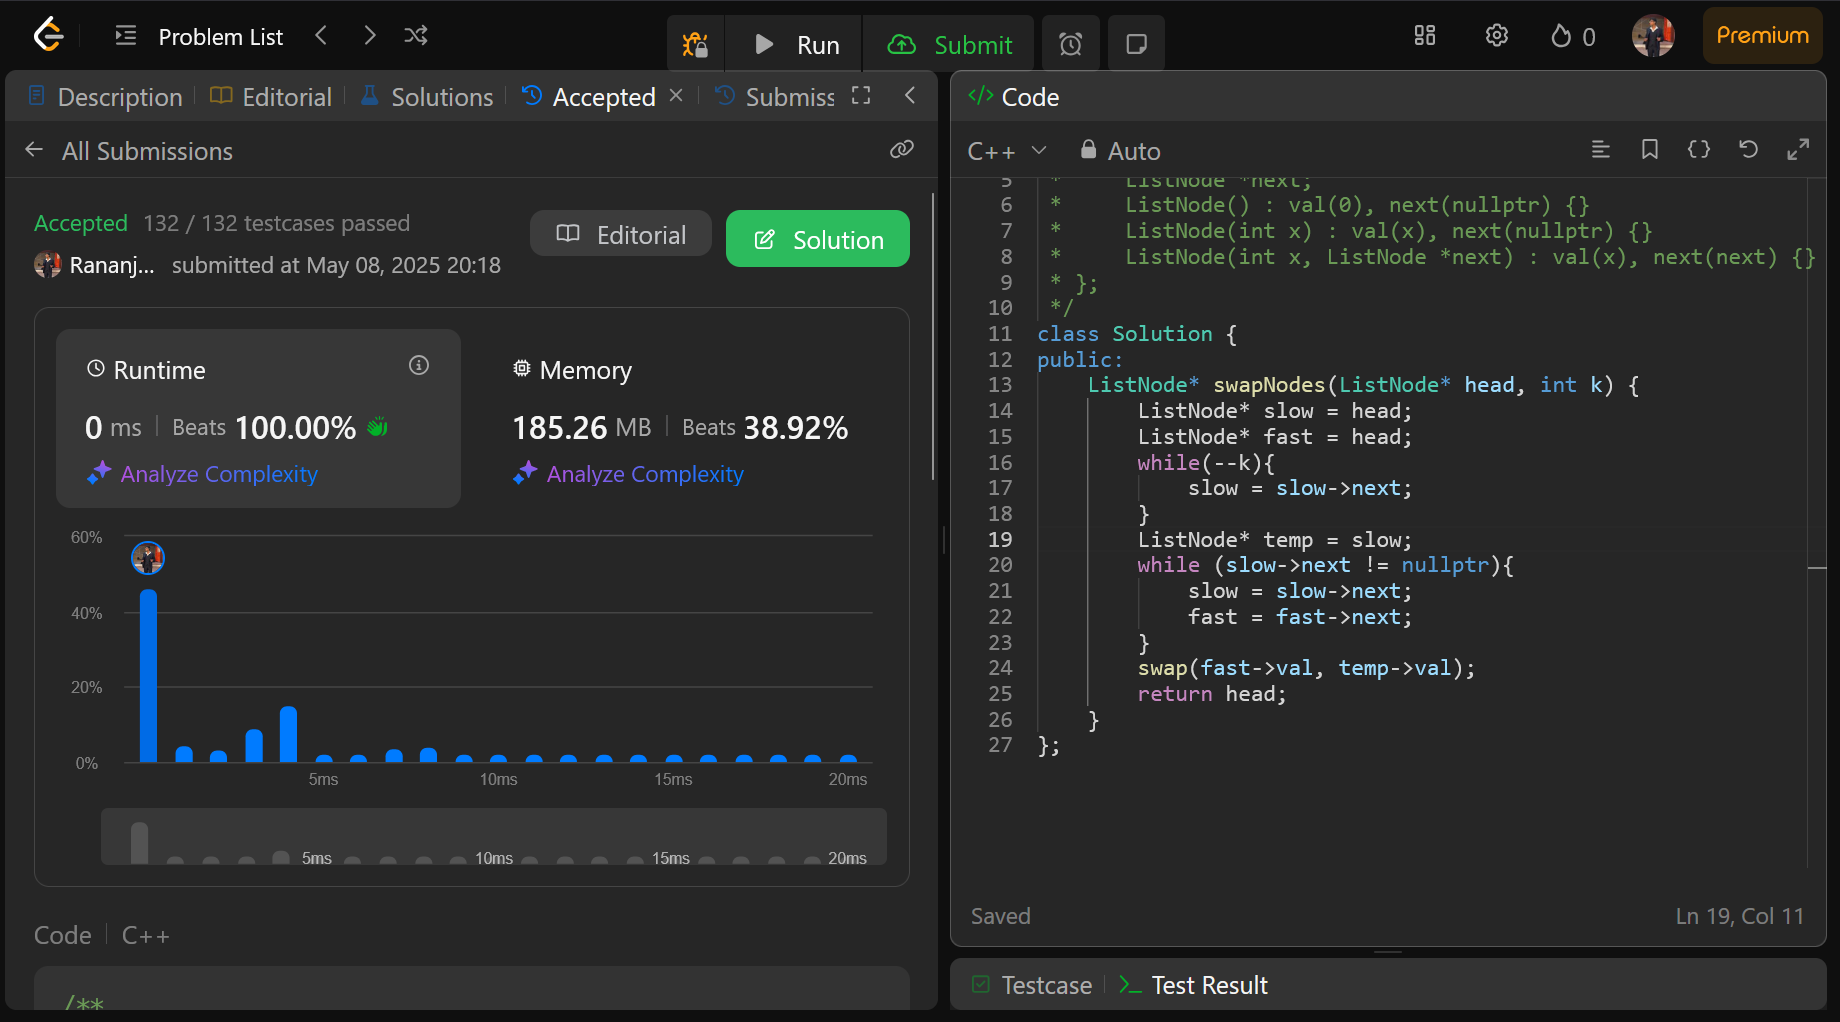 Problem List
Run
Submit
0
Premium
Description
Editorial
Solutions
Accepted
Submiss
All Submissions
Accepted 132 / 132 testcases passed
Rananj... submitted at May 08, 2025 20:18
Editorial
Solution
Runtime
0 ms
Beats 100.00%
Analyze Complexity
Memory
185.26 MB
Beats 38.92%
Analyze Complexity
60%
40%
20%
0%
5ms 10ms 15ms 20ms
5ms 10ms 15ms 20ms
Code
C++
/**
</> Code
C++
Auto
5 *     ListNode *next;
6 *     ListNode() : val(0), next(nullptr) {}
7 *     ListNode(int x) : val(x), next(nullptr) {}
8 *     ListNode(int x, ListNode *next) : val(x), next(next) {}
9 * };
10 */
11 class Solution {
12 public:
13     ListNode* swapNodes(ListNode* head, int k) {
14         ListNode* slow = head;
15         ListNode* fast = head;
16         while(--k){
17             slow = slow->next;
18         }
19         ListNode* temp = slow;
20         while (slow->next != nullptr){
21             slow = slow->next;
22             fast = fast->next;
23         }
24         swap(fast->val, temp->val);
25         return head;
26     }
27 };
Saved
Ln 19, Col 11
Testcase
Test Result